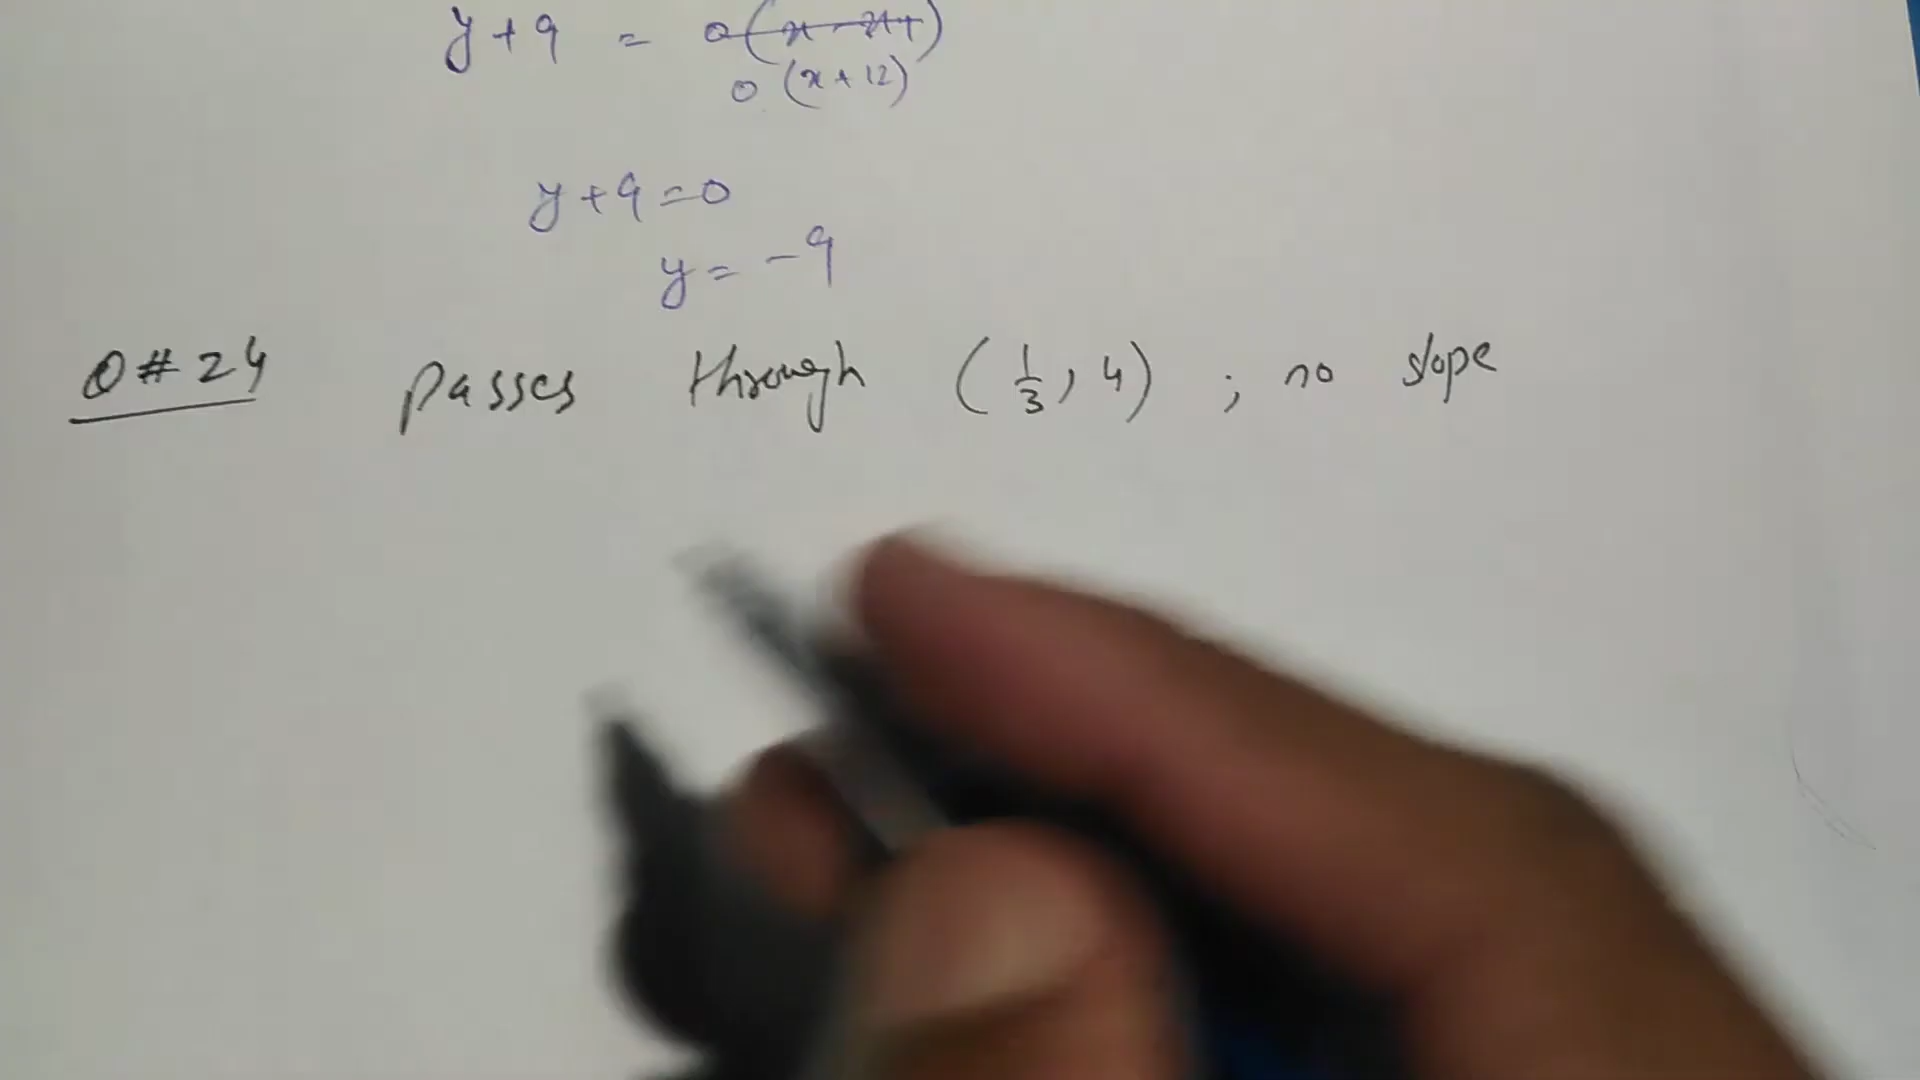 y + 9 = 0(x + 12)
y + 9 = 0
y = -9
Q # 24 passes through (1/3, 4) ; no slope